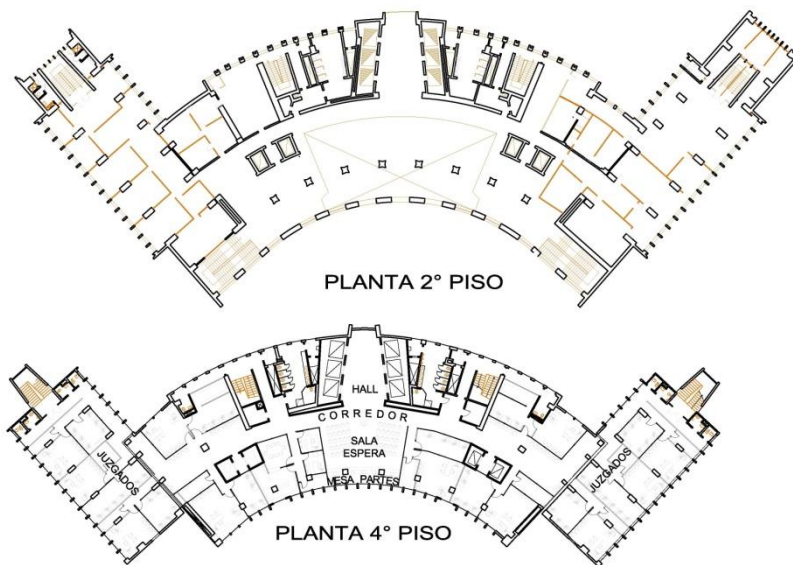 PLANTA 2° PISO
HALL
CORREDOR
SALA
ESPERA
MESA PARTES
JUZGADOS
JUZGADOS
PLANTA 4° PISO